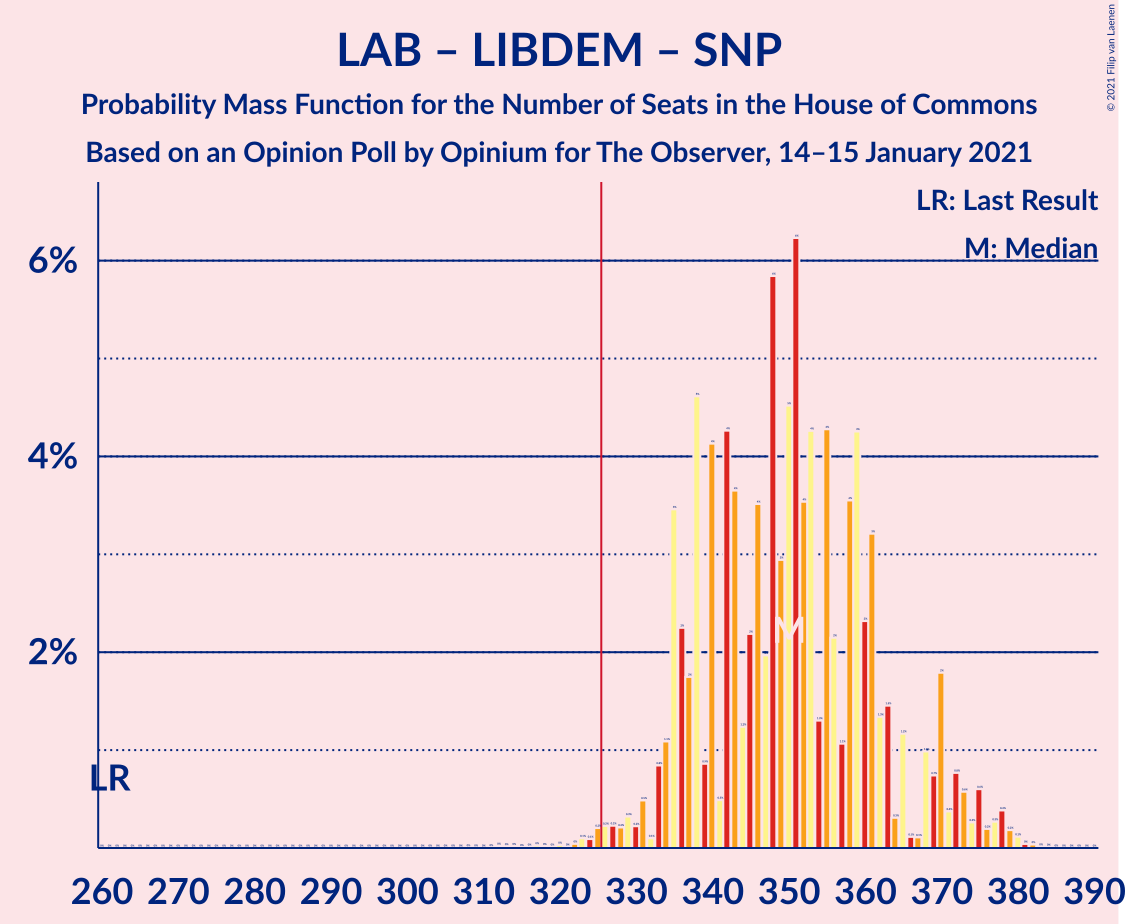 LAB – LIBDEM – SNP
Probability Mass Function for the Number of Seats in the House of Commons
Based on an Opinion Poll by Opinium for The Observer, 14–15 January 2021
© 2021 Filip van Laenen
LR: Last Result
M: Median
6%
4%
2%
M
LR
260 270 280 290 300 310 320 330 340 350 360 370 380 390